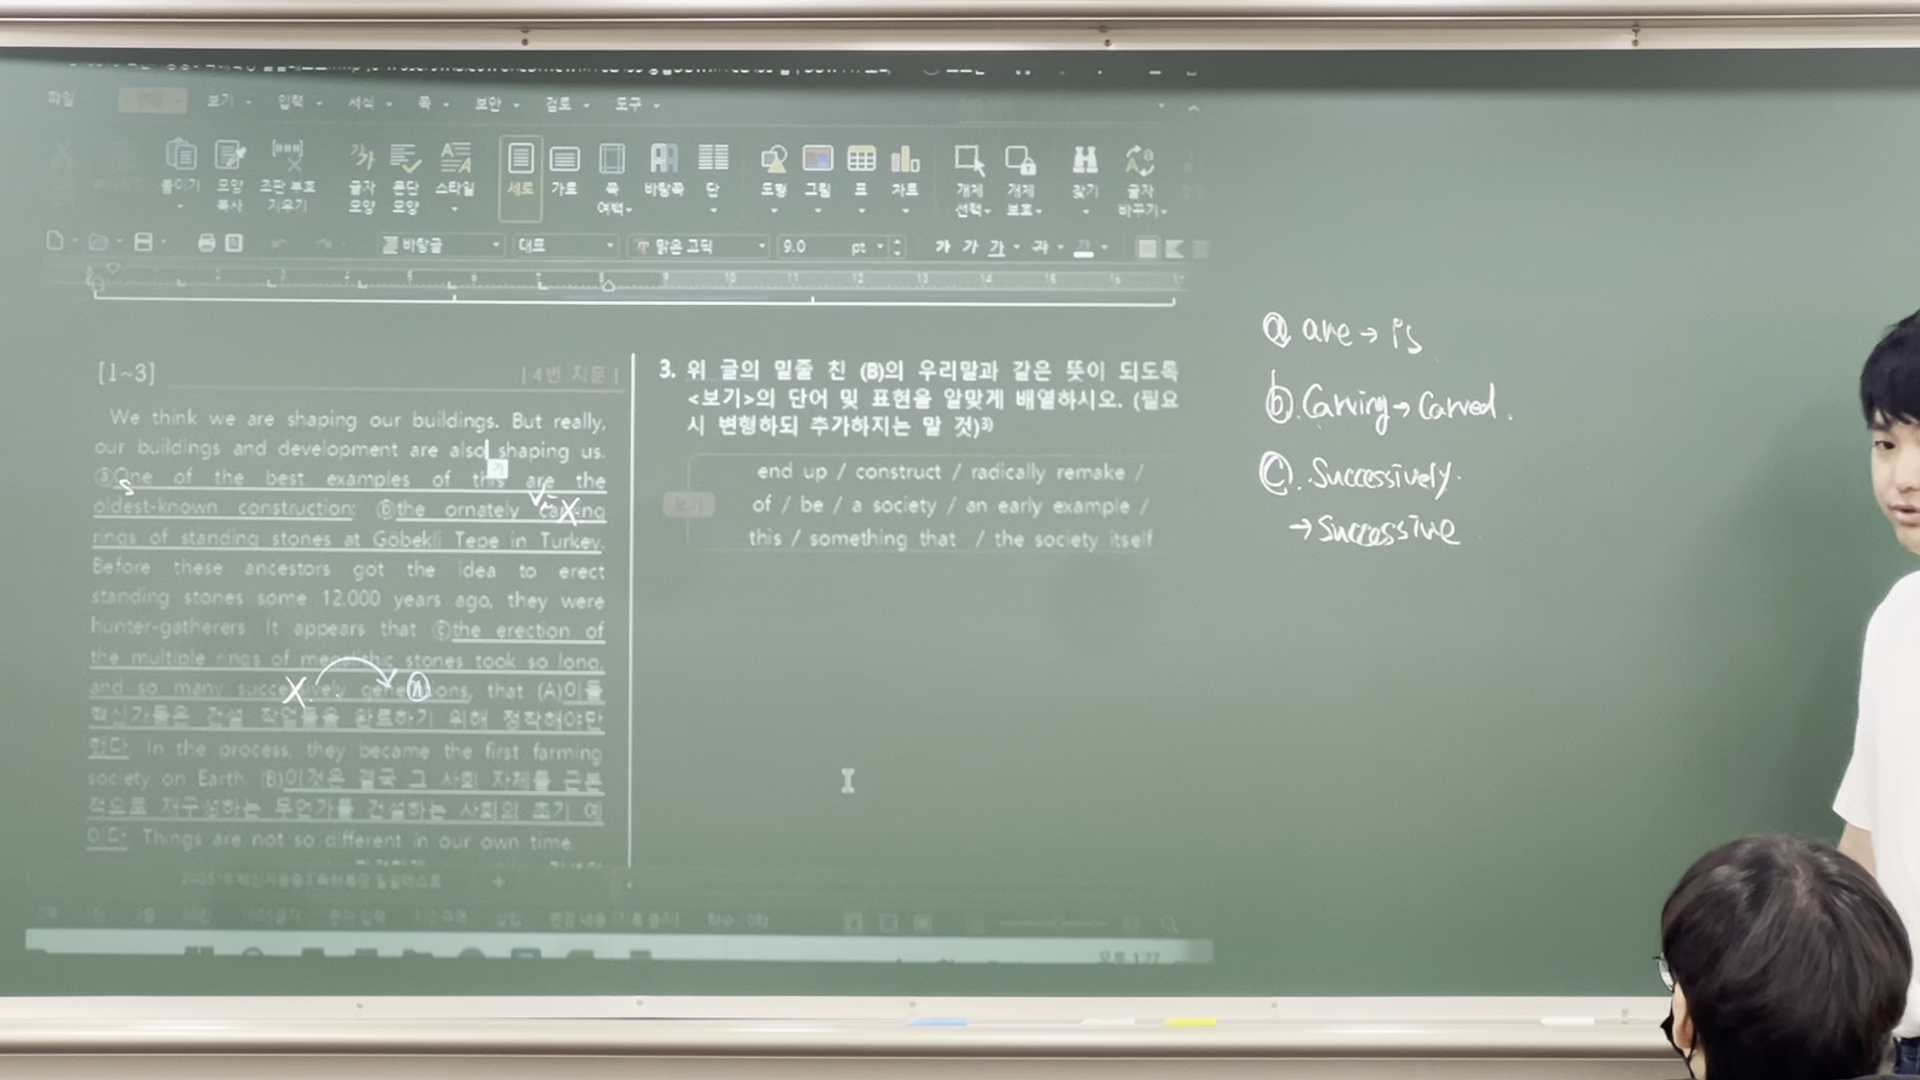 파일 보기 입력 서식 쪽 보안 검토 도구
붙이기 모양 복사 조판 부호 지우기 글자 모양 문단 모양 스타일 세로 가로 쪽 여백 바탕쪽 단 도형 그림 표 차트 개체 선택 개체 보호 찾기 글자 바꾸기
바탕글 대표 맑은 고딕 9.0 pt 가 가 가
[1~3] [4번 지문]
We think we are shaping our buildings. But really,
our buildings and development are also shaping us.
ⓐOne of the best examples of this are the
oldest-known construction: ⓑthe ornately carving
rings of standing stones at Göbekli Tepe in Turkey.
Before these ancestors got the idea to erect
standing stones some 12,000 years ago, they were
hunter-gatherers. It appears that ⓒthe erection of
the multiple rings of megalithic stones took so long,
and so many successively generations, that (A)이들
혁신가들은 건설 작업들을 완료하기 위해 정착해야만
했다. In the process, they became the first farming
society on Earth. (B)이것은 결국 그 사회 자체를 근본
적으로 재구성하는 무언가를 건설하는 사회의 초기 예
이다. Things are not so different in our own time.
3. 위 글의 밑줄 친 (B)의 우리말과 같은 뜻이 되도록
<보기>의 단어 및 표현을 알맞게 배열하시오. (필요
시 변형하되 추가하지는 말 것)3)
보기
end up / construct / radically remake /
of / be / a society / an early example /
this / something that / the society itself
ⓐ are → is
ⓑ. Carving → Carved.
ⓒ. Successively.
→ Successive
s
X
X ⓝ
오후 1:27